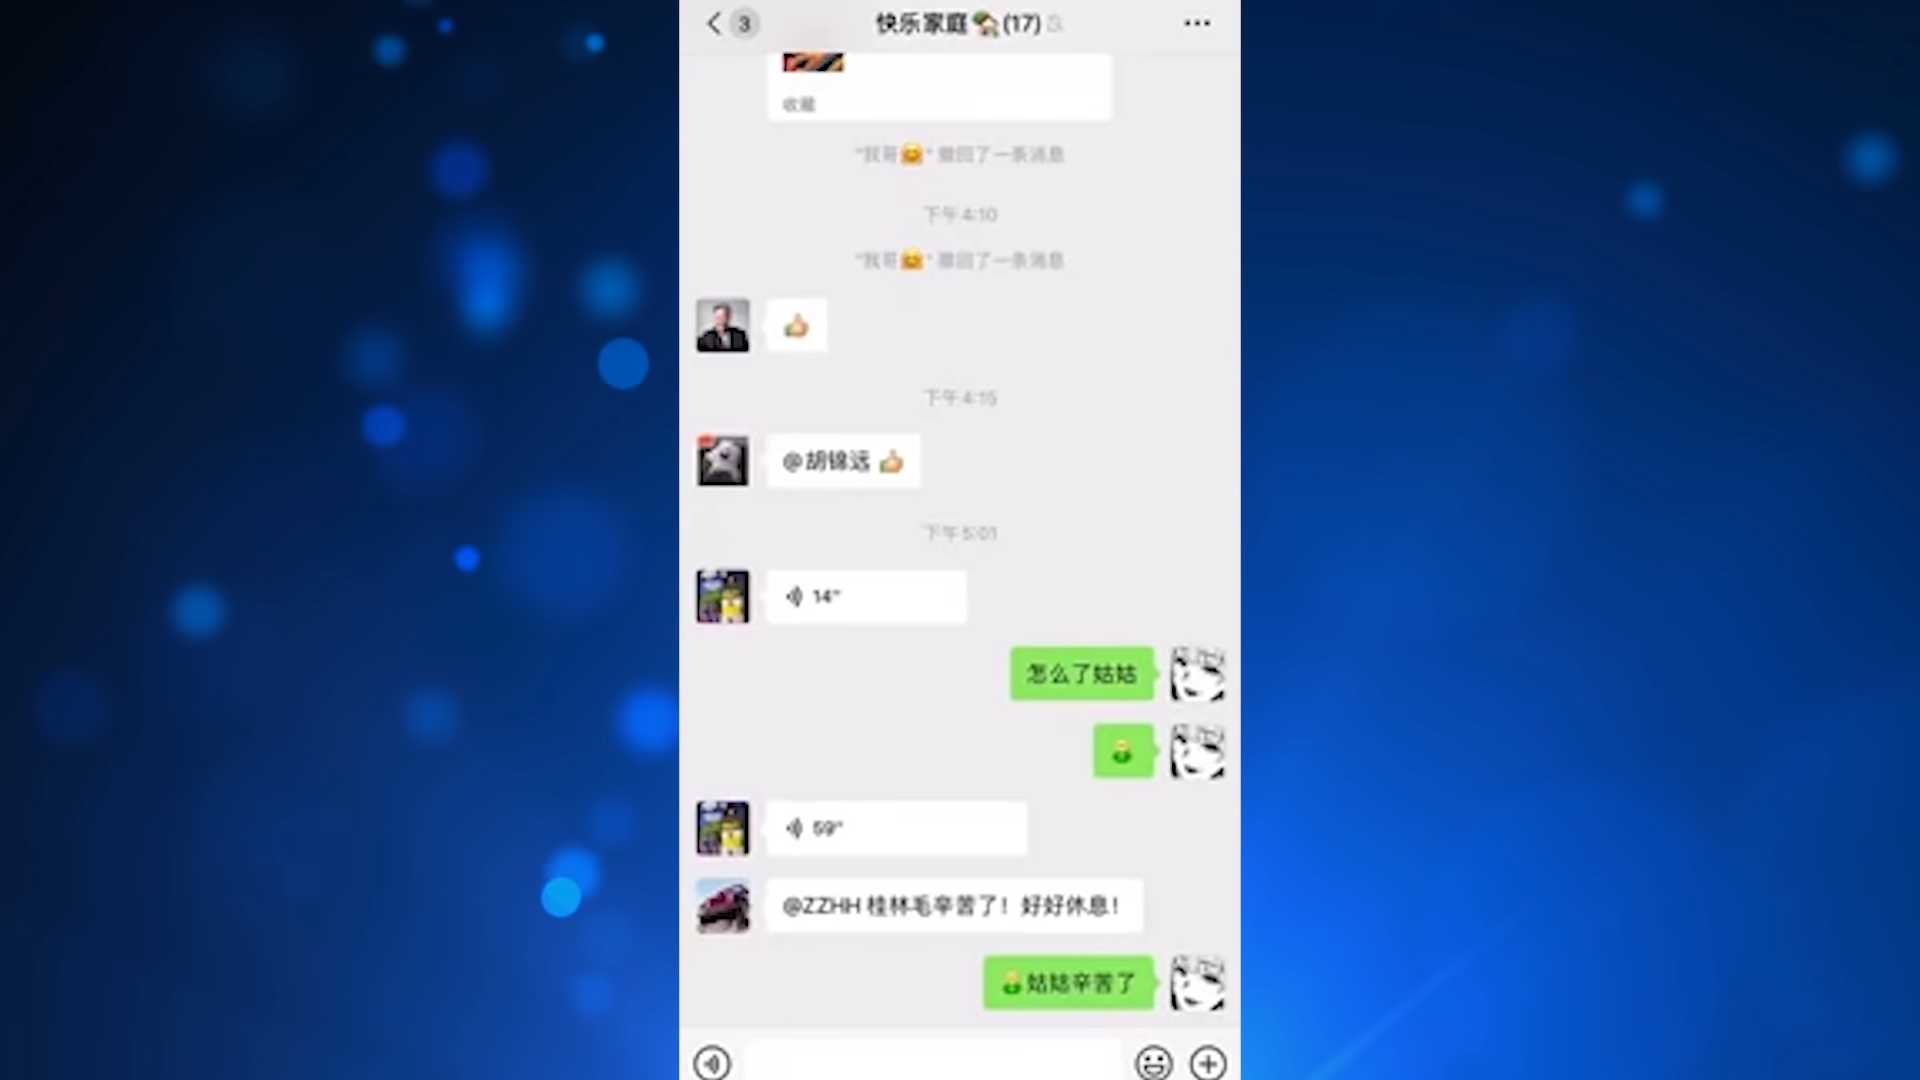 3
快乐家庭(17)
收藏
"我哥" 撤回了一条消息
下午4:10
"我哥" 撤回了一条消息
下午4:15
@胡锦远
下午5:01
14"
怎么了姑姑
59"
@ZZHH 桂林毛辛苦了！好好休息！
姑姑辛苦了